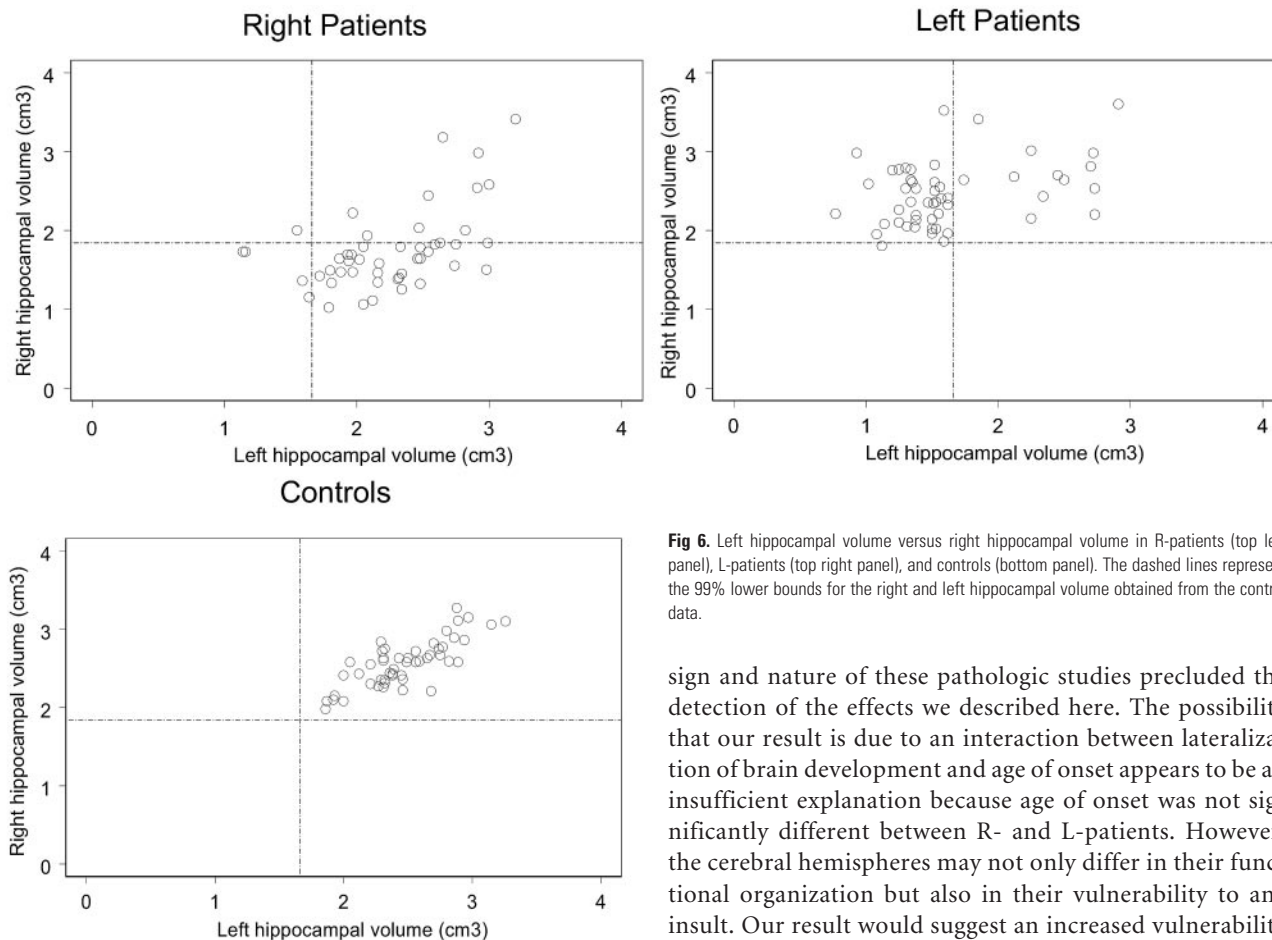 Right Patients
Right hippocampal volume (cm3)
4
3
2
1
0
0 1 2 3 4
Left hippocampal volume (cm3)
Left Patients
Right hippocampal volume (cm3)
4
3
2
1
0
0 1 2 3 4
Left hippocampal volume (cm3)
Controls
Right hippocampal volume (cm3)
4
3
2
1
0
0 1 2 3 4
Left hippocampal volume (cm3)
Fig 6. Left hippocampal volume versus right hippocampal volume in R-patients (top le
panel), L-patients (top right panel), and controls (bottom panel). The dashed lines represe
the 99% lower bounds for the right and left hippocampal volume obtained from the contr
data.
sign and nature of these pathologic studies precluded th
detection of the effects we described here. The possibilit
that our result is due to an interaction between lateraliza
tion of brain development and age of onset appears to be a
insufficient explanation because age of onset was not sig
nificantly different between R- and L-patients. However
the cerebral hemispheres may not only differ in their func
tional organization but also in their vulnerability to an
insult. Our result would suggest an increased vulnerabilit